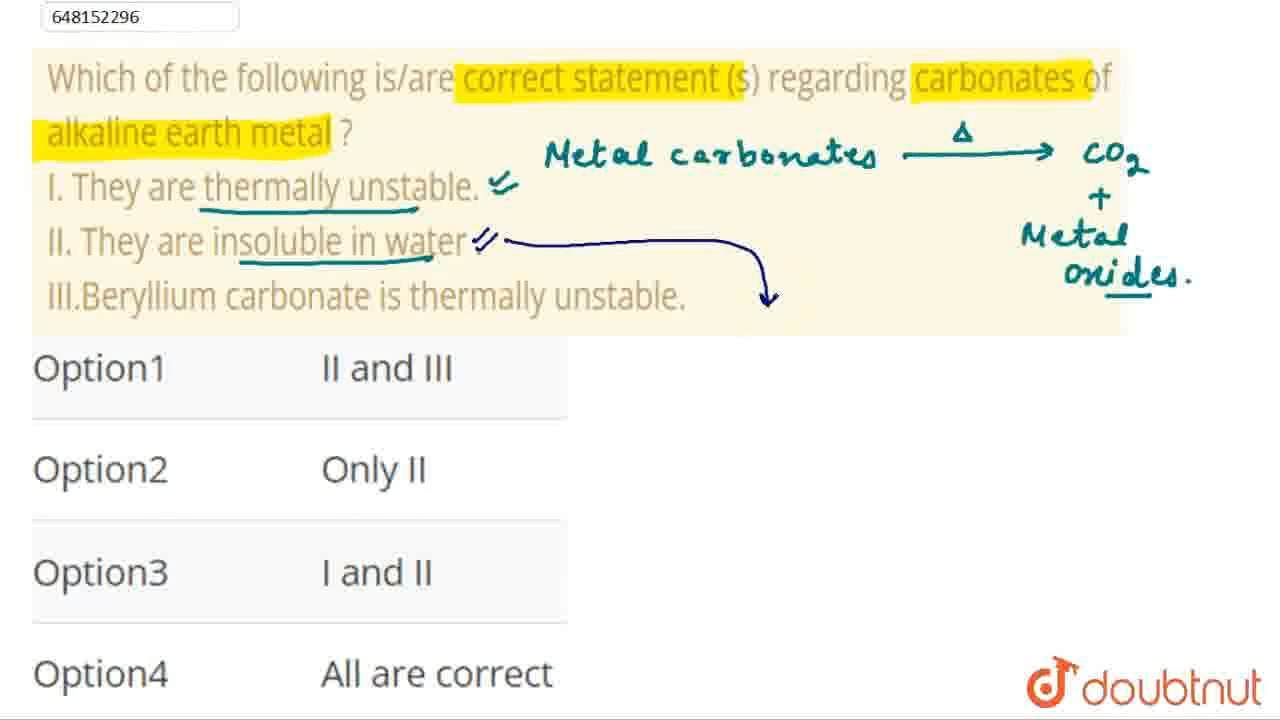 648152296
Which of the following is/are correct statement (s) regarding carbonates of
alkaline earth metal ?
Metal carbonates Δ CO2
+
Metal
oxides.
I. They are thermally unstable.
II. They are insoluble in water
III.Beryllium carbonate is thermally unstable.
Option1 II and III
Option2 Only II
Option3 I and II
Option4 All are correct
doubtnut